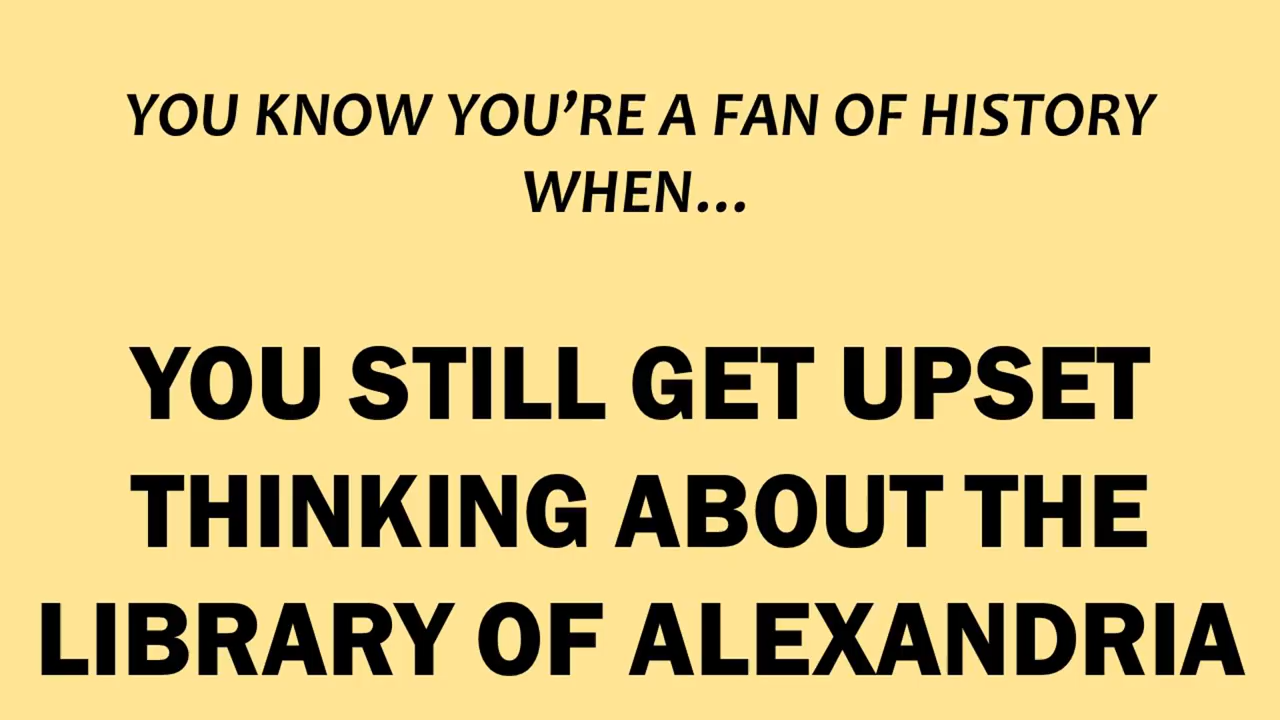 YOU KNOW YOU’RE A FAN OF HISTORY
WHEN…
YOU STILL GET UPSET
THINKING ABOUT THE
LIBRARY OF ALEXANDRIA